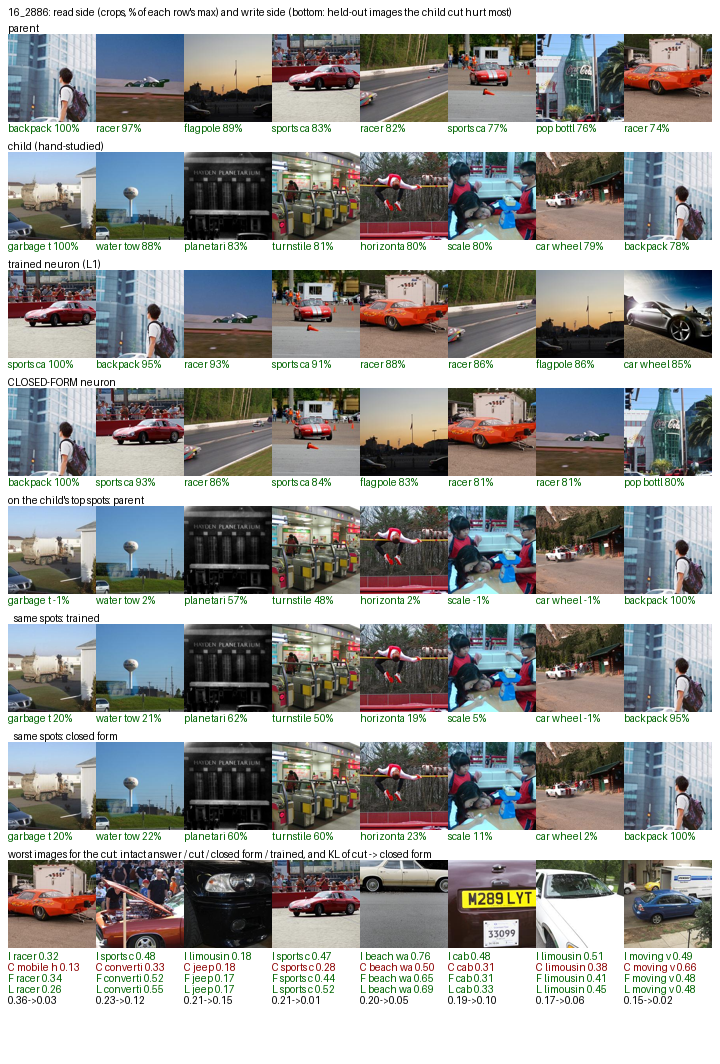 16_2886: read side (crops, % of each row's max) and write side (bottom: held-out images the child cut hurt most)
parent
Coca-Cola
backpack 100% racer 97% flagpole 89% sports ca 83% racer 82% sports ca 77% pop bottl 76% racer 74%
child (hand-studied)
HAYDEN PLANETARIUM
garbage t 100% water tow 88% planetari 83% turnstile 81% horizonta 80% scale 80% car wheel 79% backpack 78%
trained neuron (L1)
sports ca 100% backpack 95% racer 93% sports ca 91% racer 88% racer 86% flagpole 86% car wheel 85%
CLOSED-FORM neuron
backpack 100% sports ca 93% racer 86% sports ca 84% flagpole 83% racer 81% racer 81% pop bottl 80%
on the child's top spots: parent
HAYDEN PLANETARIUM
garbage t -1% water tow 2% planetari 57% turnstile 48% horizonta 2% scale -1% car wheel -1% backpack 100%
same spots: trained
HAYDEN PLANETARIUM
garbage t 20% water tow 21% planetari 62% turnstile 50% horizonta 19% scale 5% car wheel -1% backpack 95%
same spots: closed form
HAYDEN PLANETARIUM
garbage t 20% water tow 22% planetari 60% turnstile 60% horizonta 23% scale 11% car wheel 2% backpack 100%
worst images for the cut: intact answer / cut / closed form / trained, and KL of cut -> closed form
M289 LYT
33099
I racer 0.32 I sports c 0.48 I limousin 0.18 I sports c 0.47 I beach wa 0.76 I cab 0.48 I limousin 0.51 I moving v 0.49
C mobile h 0.13 C converti 0.33 C jeep 0.18 C sports c 0.28 C beach wa 0.50 C cab 0.31 C limousin 0.38 C moving v 0.66
F racer 0.34 F converti 0.52 F jeep 0.17 F sports c 0.44 F beach wa 0.65 F cab 0.31 F limousin 0.41 F moving v 0.48
L racer 0.26 L converti 0.55 L jeep 0.17 L sports c 0.52 L beach wa 0.69 L cab 0.33 L limousin 0.45 L moving v 0.48
0.36->0.03 0.23->0.12 0.21->0.15 0.21->0.01 0.20->0.05 0.19->0.10 0.17->0.06 0.15->0.02